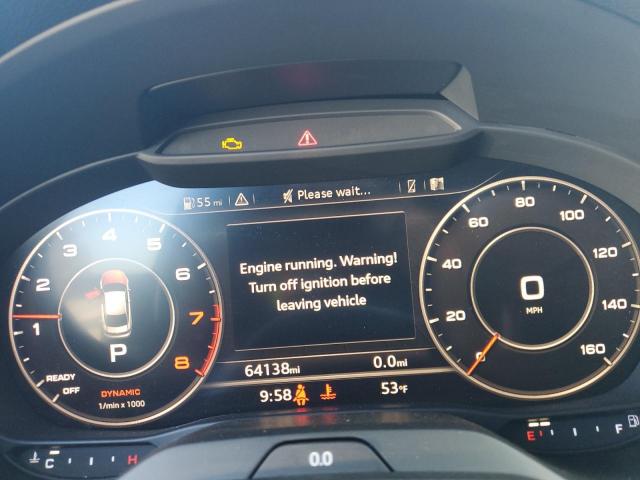 55 mi
Please wait...
Engine running. Warning!
Turn off ignition before
leaving vehicle
1
2
3
4
5
6
7
8
P
READY
OFF
DYNAMIC
1/min x 1000
0
20
40
60
80
100
120
140
160
0
MPH
64138mi
0.0mi
9:58
53°F
C
H
E
F
0.0